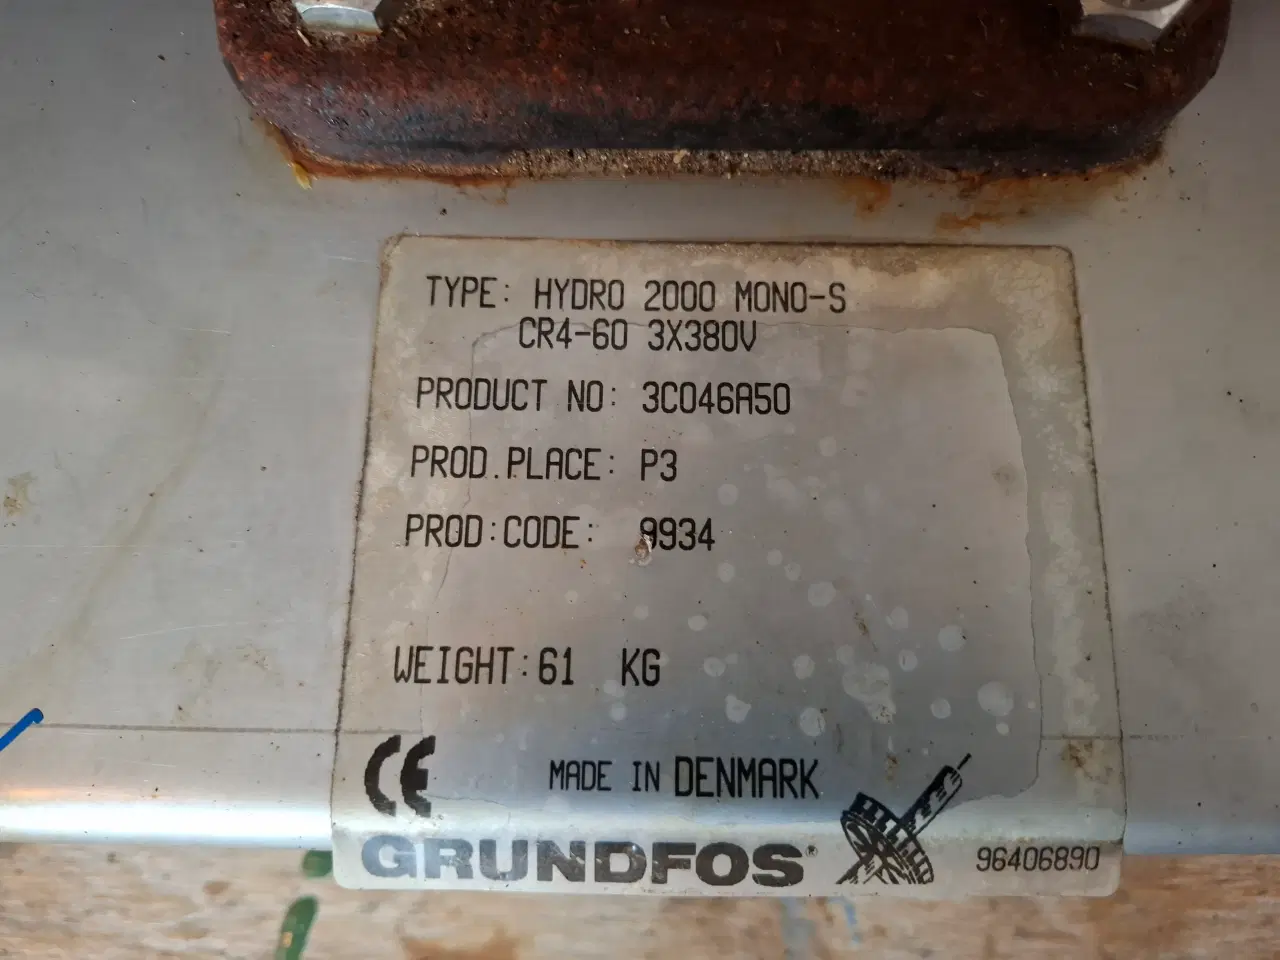 TYPE: HYDRO 2000 MONO-S
CR4-60 3X380V
PRODUCT NO: 3C046A50
PROD.PLACE: P3
PROD:CODE: 9934
WEIGHT:61 KG
CE
MADE IN DENMARK
GRUNDFOS®
96406890